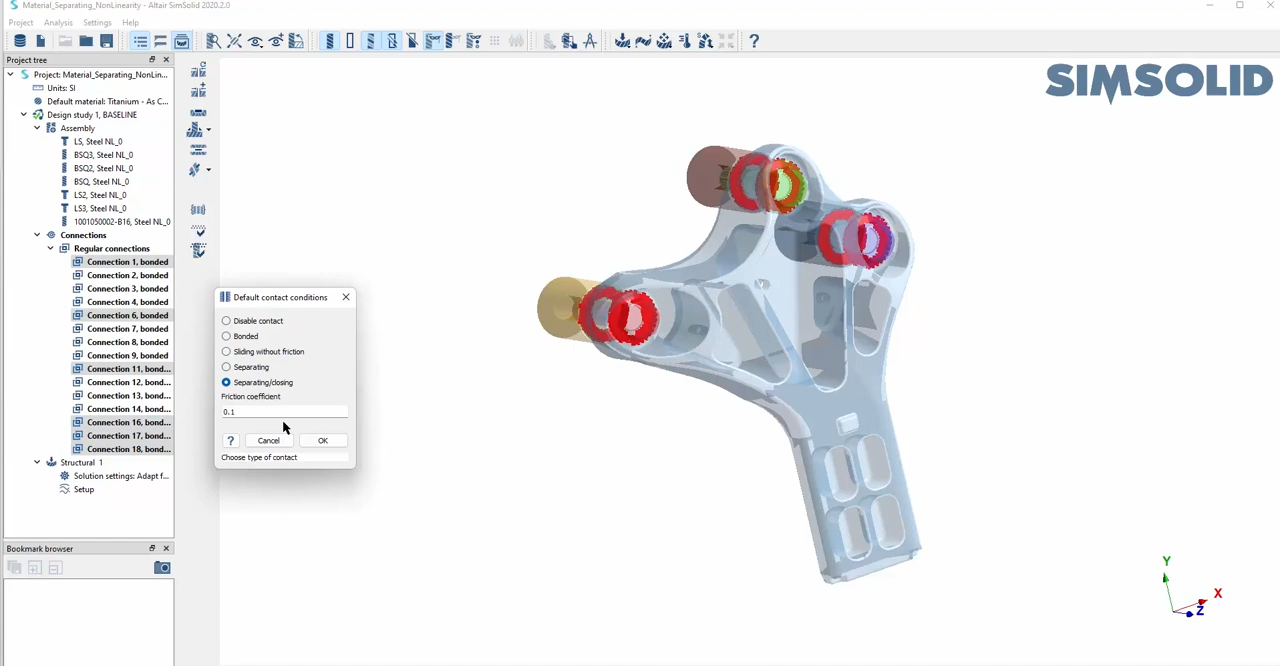 Material_Separating_NonLinearity - Altair SimSolid 2020.2.0
Project Analysis Settings Help
Project tree
Project: Material_Separating_NonLin...
Units: SI
Default material: Titanium - As C...
Design study 1, BASELINE
Assembly
LS, Steel NL_0
BSQ3, Steel NL_0
BSQ2, Steel NL_0
BSQ, Steel NL_0
LS2, Steel NL_0
LS3, Steel NL_0
1001050002-B16, Steel NL_0
Connections
Regular connections
Connection 1, bonded
Connection 2, bonded
Connection 3, bonded
Connection 4, bonded
Connection 6, bonded
Connection 7, bonded
Connection 8, bonded
Connection 9, bonded
Connection 11, bond...
Connection 12, bond...
Connection 13, bond...
Connection 14, bond...
Connection 16, bond...
Connection 17, bond...
Connection 18, bond...
Structural 1
Solution settings: Adapt f...
Setup
Bookmark browser
Default contact conditions
Disable contact
Bonded
Sliding without friction
Separating
Separating/closing
Friction coefficient
0.1
? Cancel OK
Choose type of contact
SIMSOLID
Y
X
Z